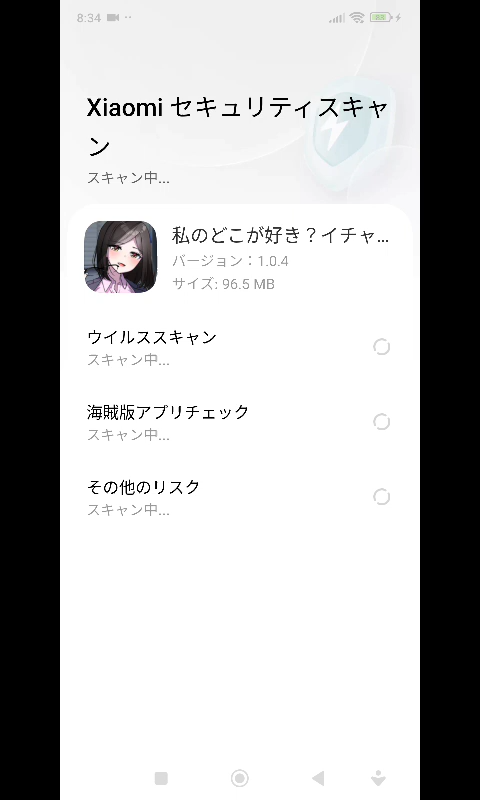 8:34
88
Xiaomi セキュリティスキャ
ン
スキャン中...
私のどこが好き？イチャ...
バージョン：1.0.4
サイズ: 96.5 MB
ウイルススキャン
スキャン中...
海賊版アプリチェック
スキャン中...
その他のリスク
スキャン中...